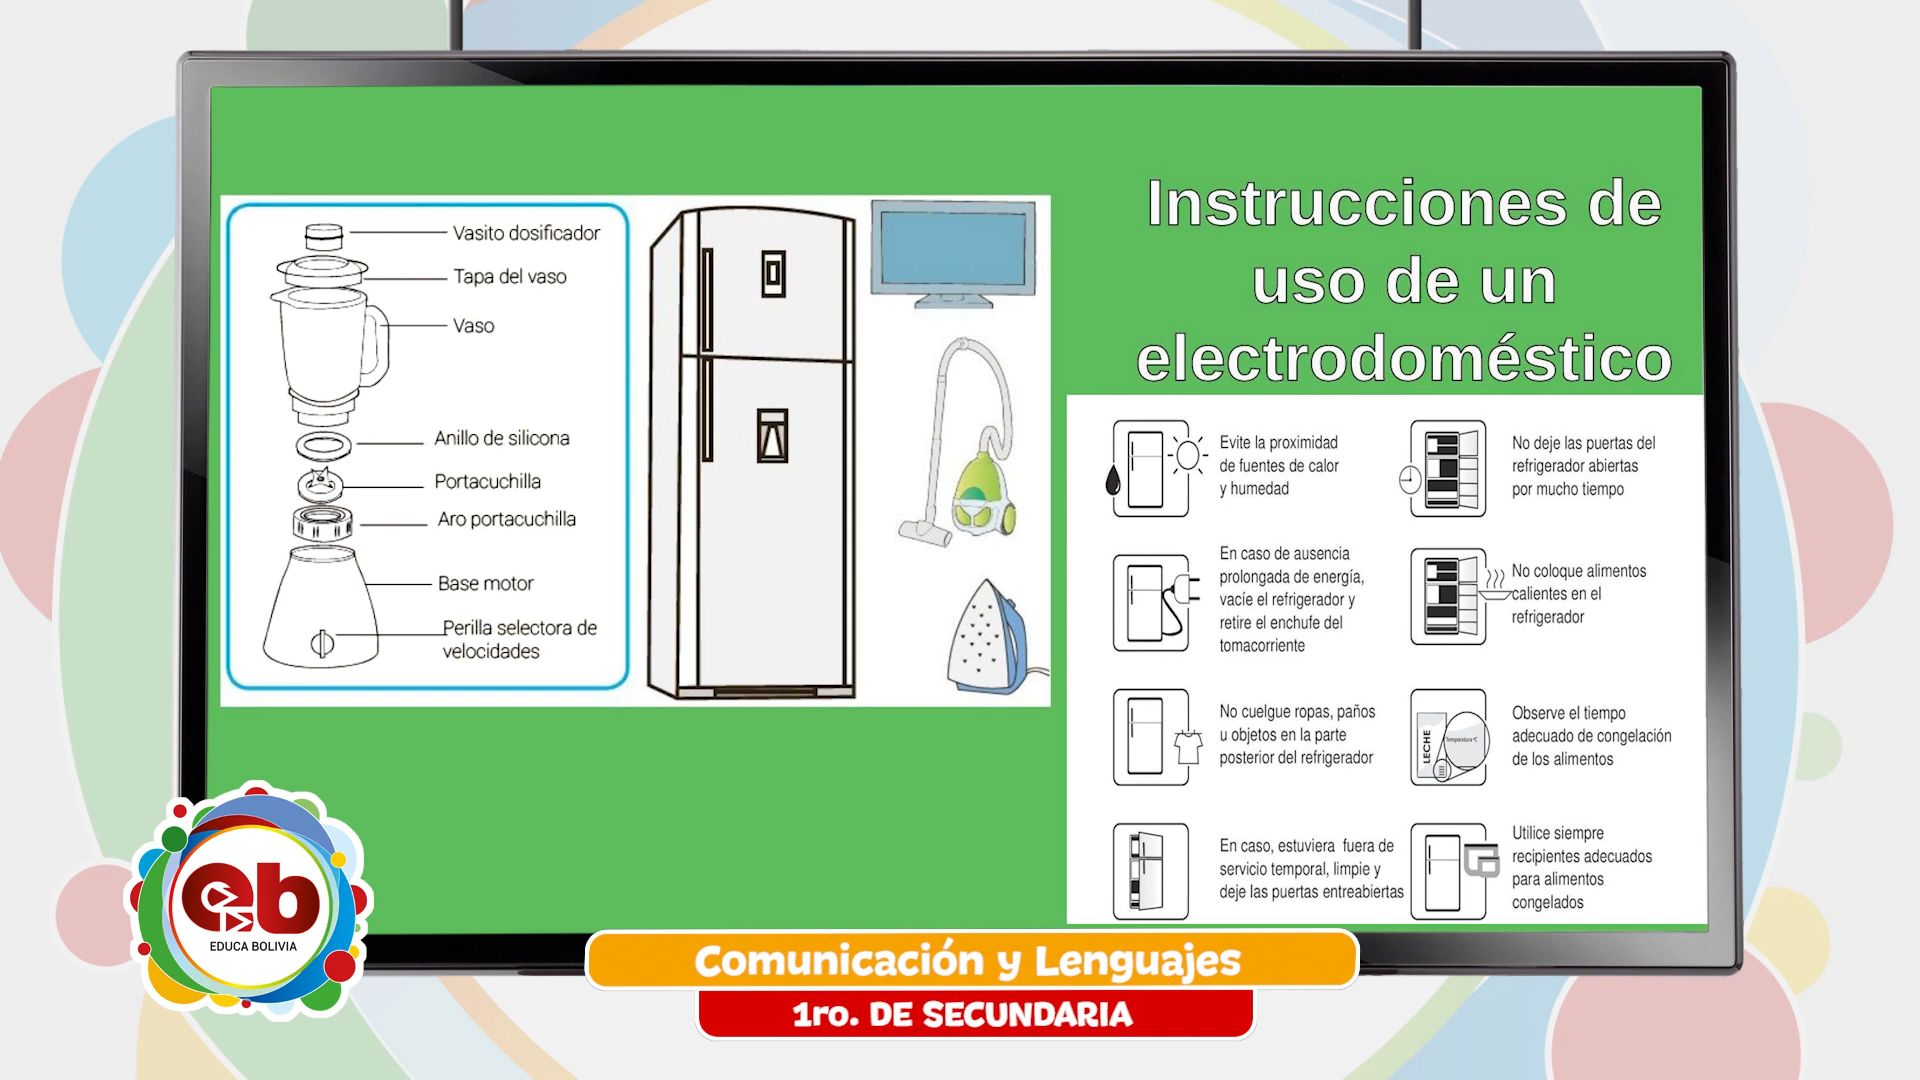 Instrucciones de
uso de un
electrodoméstico
Vasito dosificador
Tapa del vaso
Vaso
Anillo de silicona
Portacuchilla
Aro portacuchilla
Base motor
Perilla selectora de
velocidades
Evite la proximidad
de fuentes de calor
y humedad
En caso de ausencia
prolongada de energía,
vacíe el refrigerador y
retire el enchufe del
tomacorriente
No cuelgue ropas, paños
u objetos en la parte
posterior del refrigerador
En caso, estuviera fuera de
servicio temporal, limpie y
deje las puertas entreabiertas
No deje las puertas del
refrigerador abiertas
por mucho tiempo
No coloque alimentos
calientes en el
refrigerador
LECHE
Temperatura °C
Observe el tiempo
adecuado de congelación
de los alimentos
Utilice siempre
recipientes adecuados
para alimentos
congelados
eb
EDUCA BOLIVIA
Comunicación y Lenguajes
1ro. DE SECUNDARIA